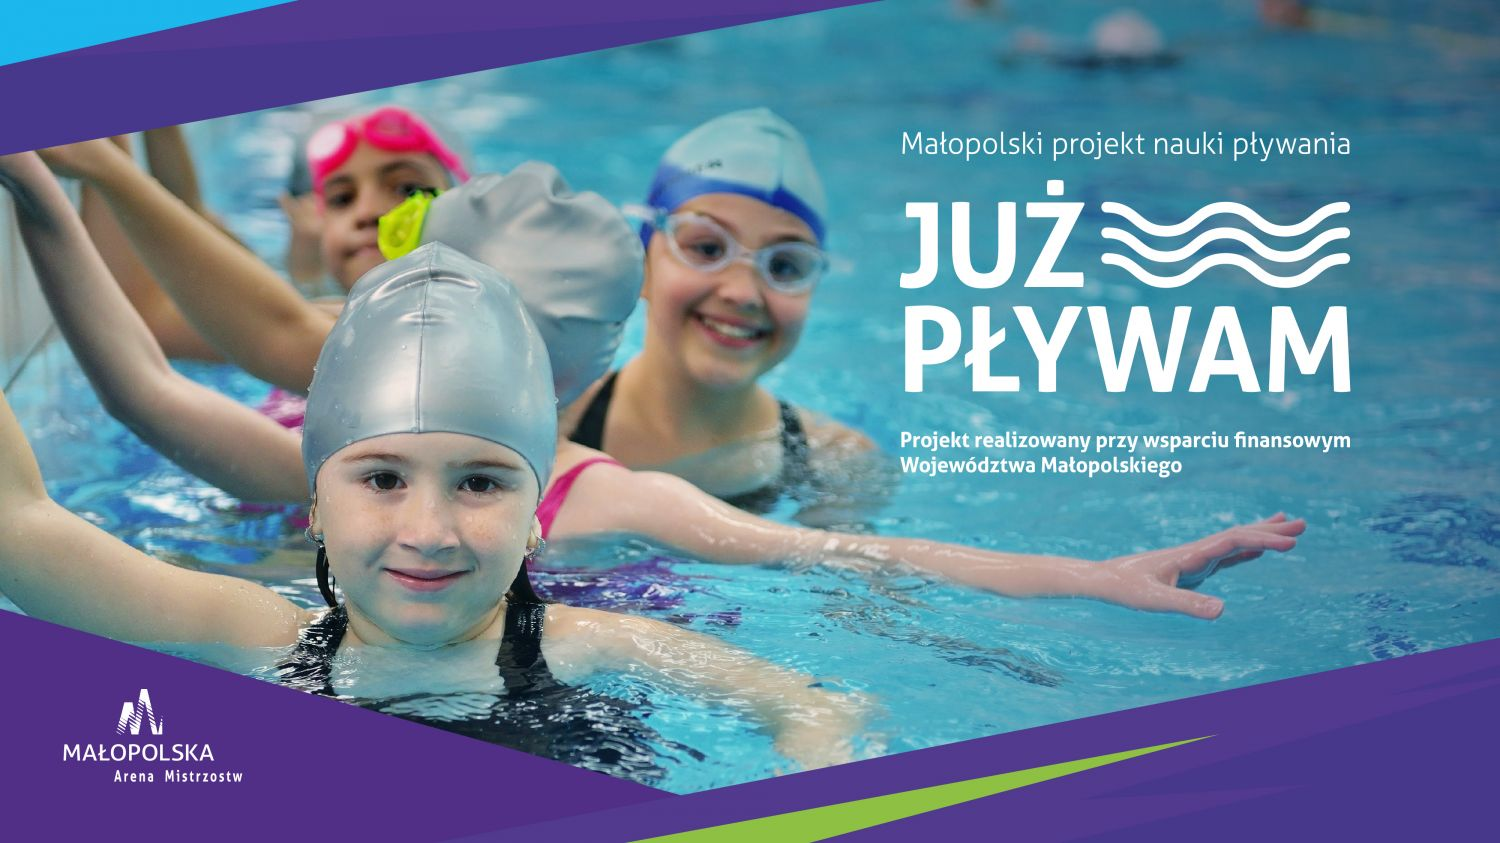 Małopolski projekt nauki pływania
JUŻ
PŁYWAM
Projekt realizowany przy wsparciu finansowym
Województwa Małopolskiego
MAŁOPOLSKA
Arena Mistrzostw